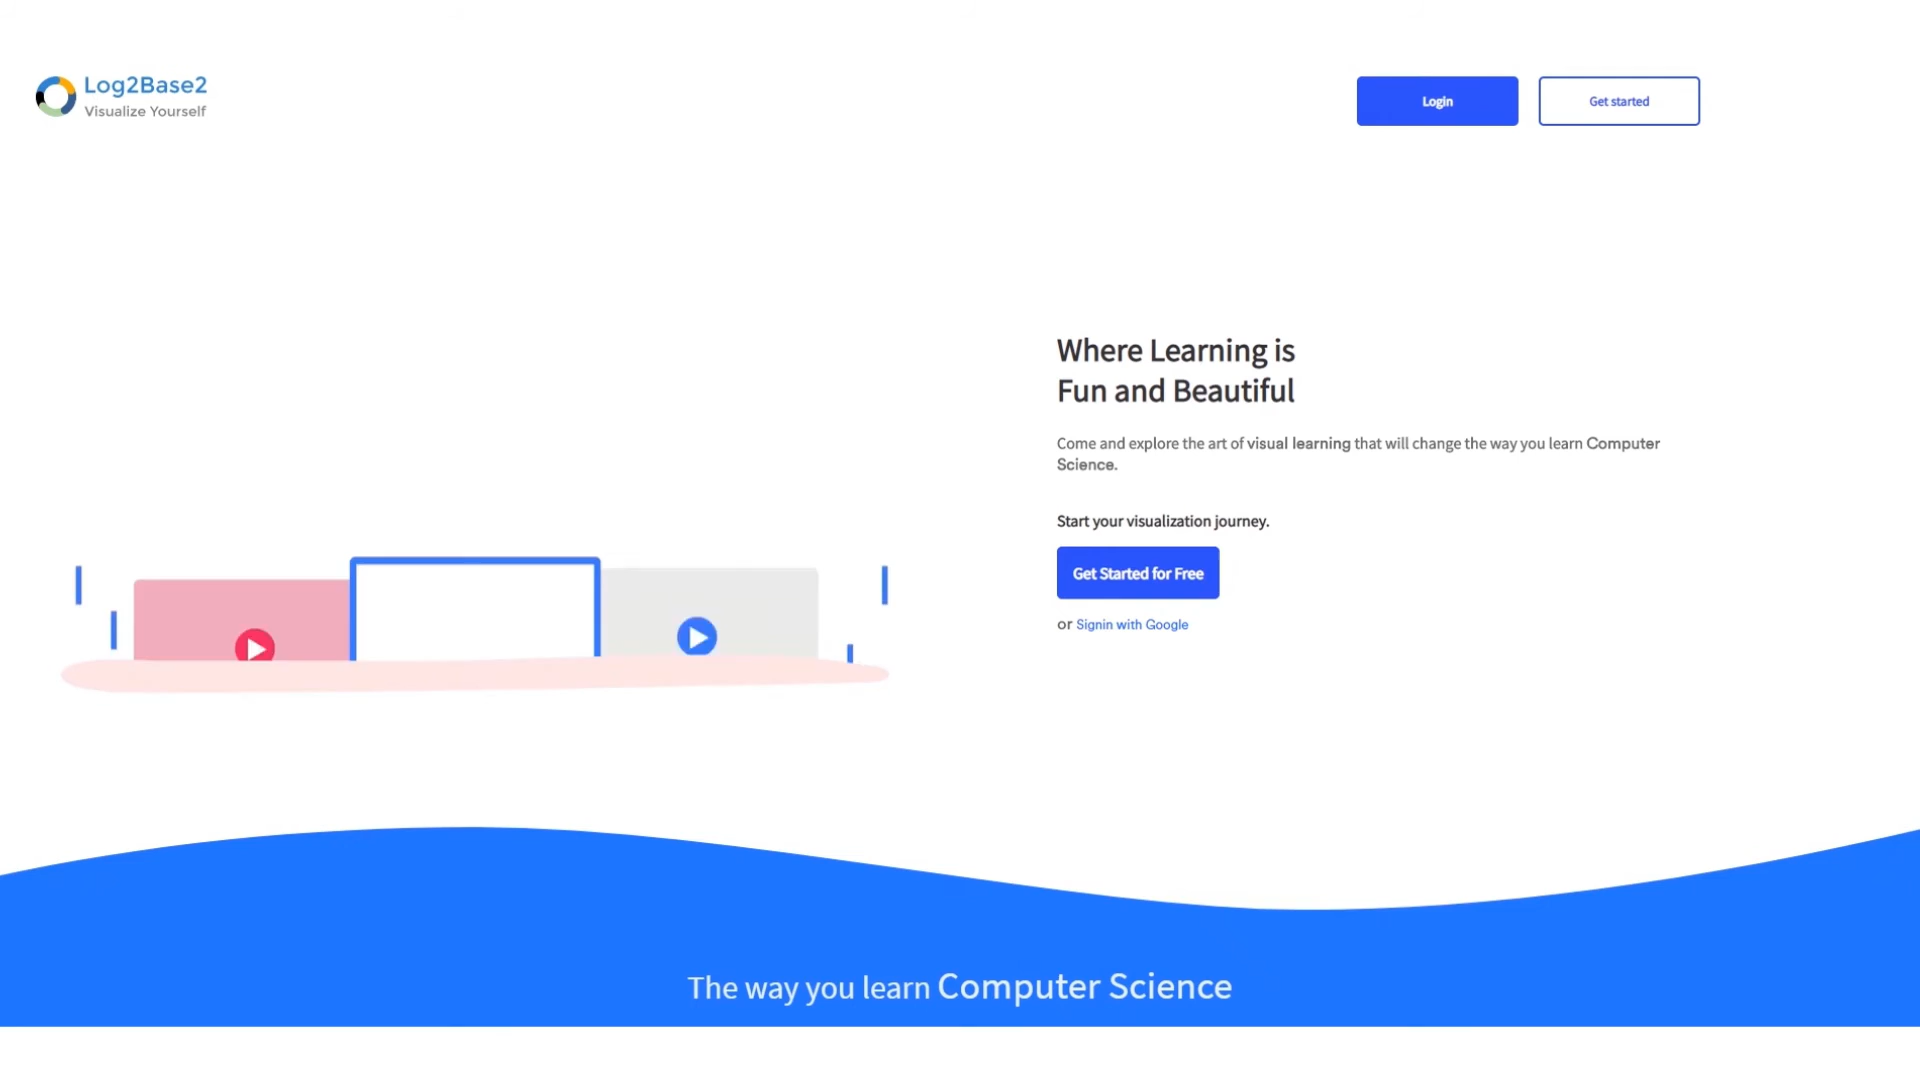 Log2Base2
Visualize Yourself
Login
Get started
Where Learning is
Fun and Beautiful
Come and explore the art of visual learning that will change the way you learn Computer
Science.
Start your visualization journey.
Get Started for Free
or Signin with Google
The way you learn Computer Science